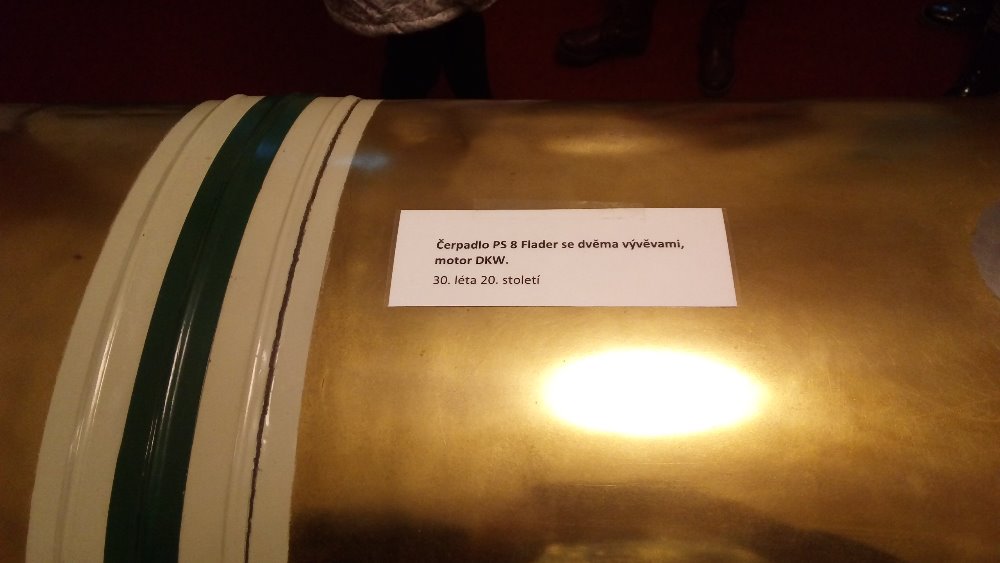 Čerpadlo PS 8 Flader se dvěma vývěvami,
motor DKW.
30. léta 20. století